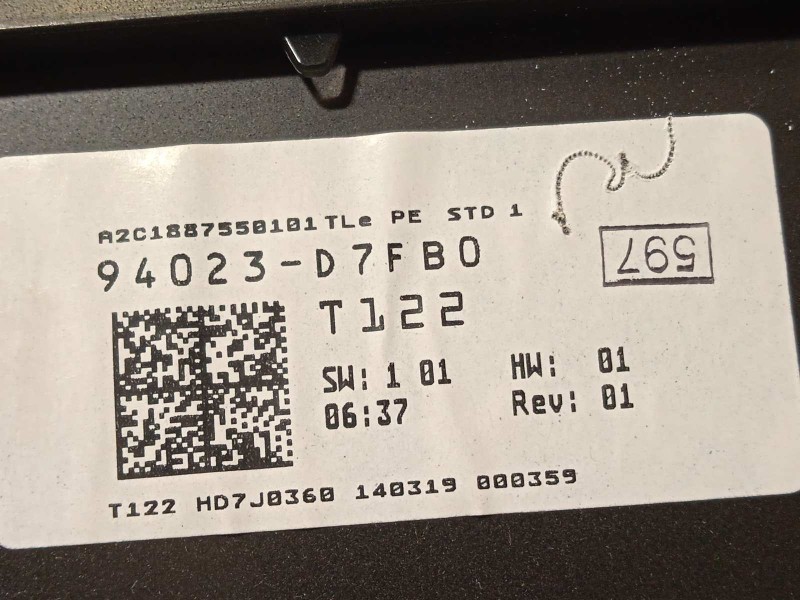 A2C1887550101 TLe PE STD 1
94023-D7FB0
597
T122
SW: 1 01 HW: 01
06:37 Rev: 01
T122 HD7J0360 140319 000359